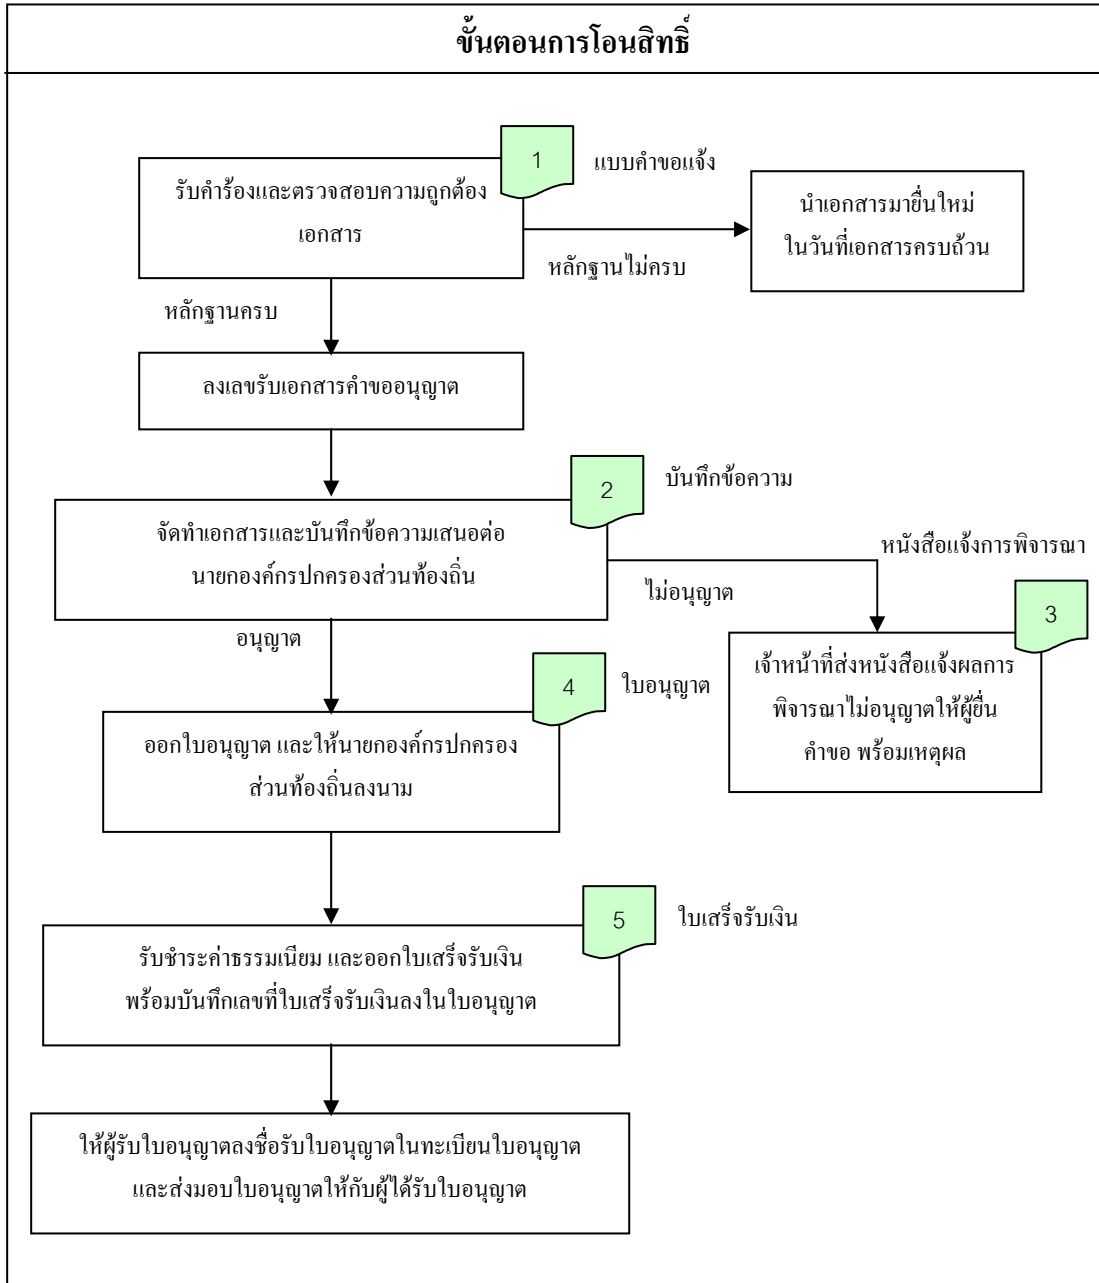 ขั้นตอนการโอนสิทธิ์
1
แบบคำขอแจ้ง
รับคำร้องและตรวจสอบความถูกต้อง
เอกสาร
นำเอกสารมายื่นใหม่
ในวันที่เอกสารครบถ้วน
หลักฐานไม่ครบ
หลักฐานครบ
ลงเลขรับเอกสารคำขออนุญาต
2
บันทึกข้อความ
จัดทำเอกสารและบันทึกข้อความเสนอต่อ
นายกองค์กรปกครองส่วนท้องถิ่น
หนังสือแจ้งการพิจารณา
ไม่อนุญาต
3
อนุญาต
เจ้าหน้าที่ส่งหนังสือแจ้งผลการ
พิจารณาไม่อนุญาตให้ผู้ยื่น
คำขอ พร้อมเหตุผล
4
ใบอนุญาต
ออกใบอนุญาต และให้นายกองค์กรปกครอง
ส่วนท้องถิ่นลงนาม
5
ใบเสร็จรับเงิน
รับชำระค่าธรรมเนียม และออกใบเสร็จรับเงิน
พร้อมบันทึกเลขที่ใบเสร็จรับเงินลงในใบอนุญาต
ให้ผู้รับใบอนุญาตลงชื่อรับใบอนุญาตในทะเบียนใบอนุญาต
และส่งมอบใบอนุญาตให้กับผู้ได้รับใบอนุญาต